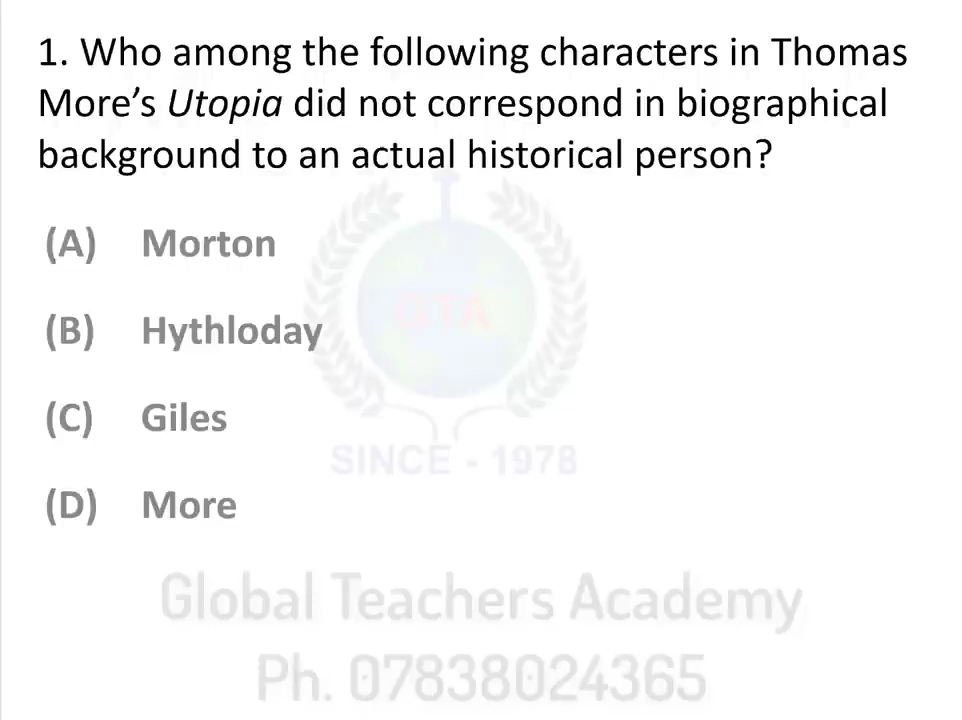 1. Who among the following characters in Thomas
More’s Utopia did not correspond in biographical
background to an actual historical person?
(A) Morton
(B) Hythloday
GTA
(C) Giles
SINCE - 1978
(D) More
Global Teachers Academy
Ph. 07838024365